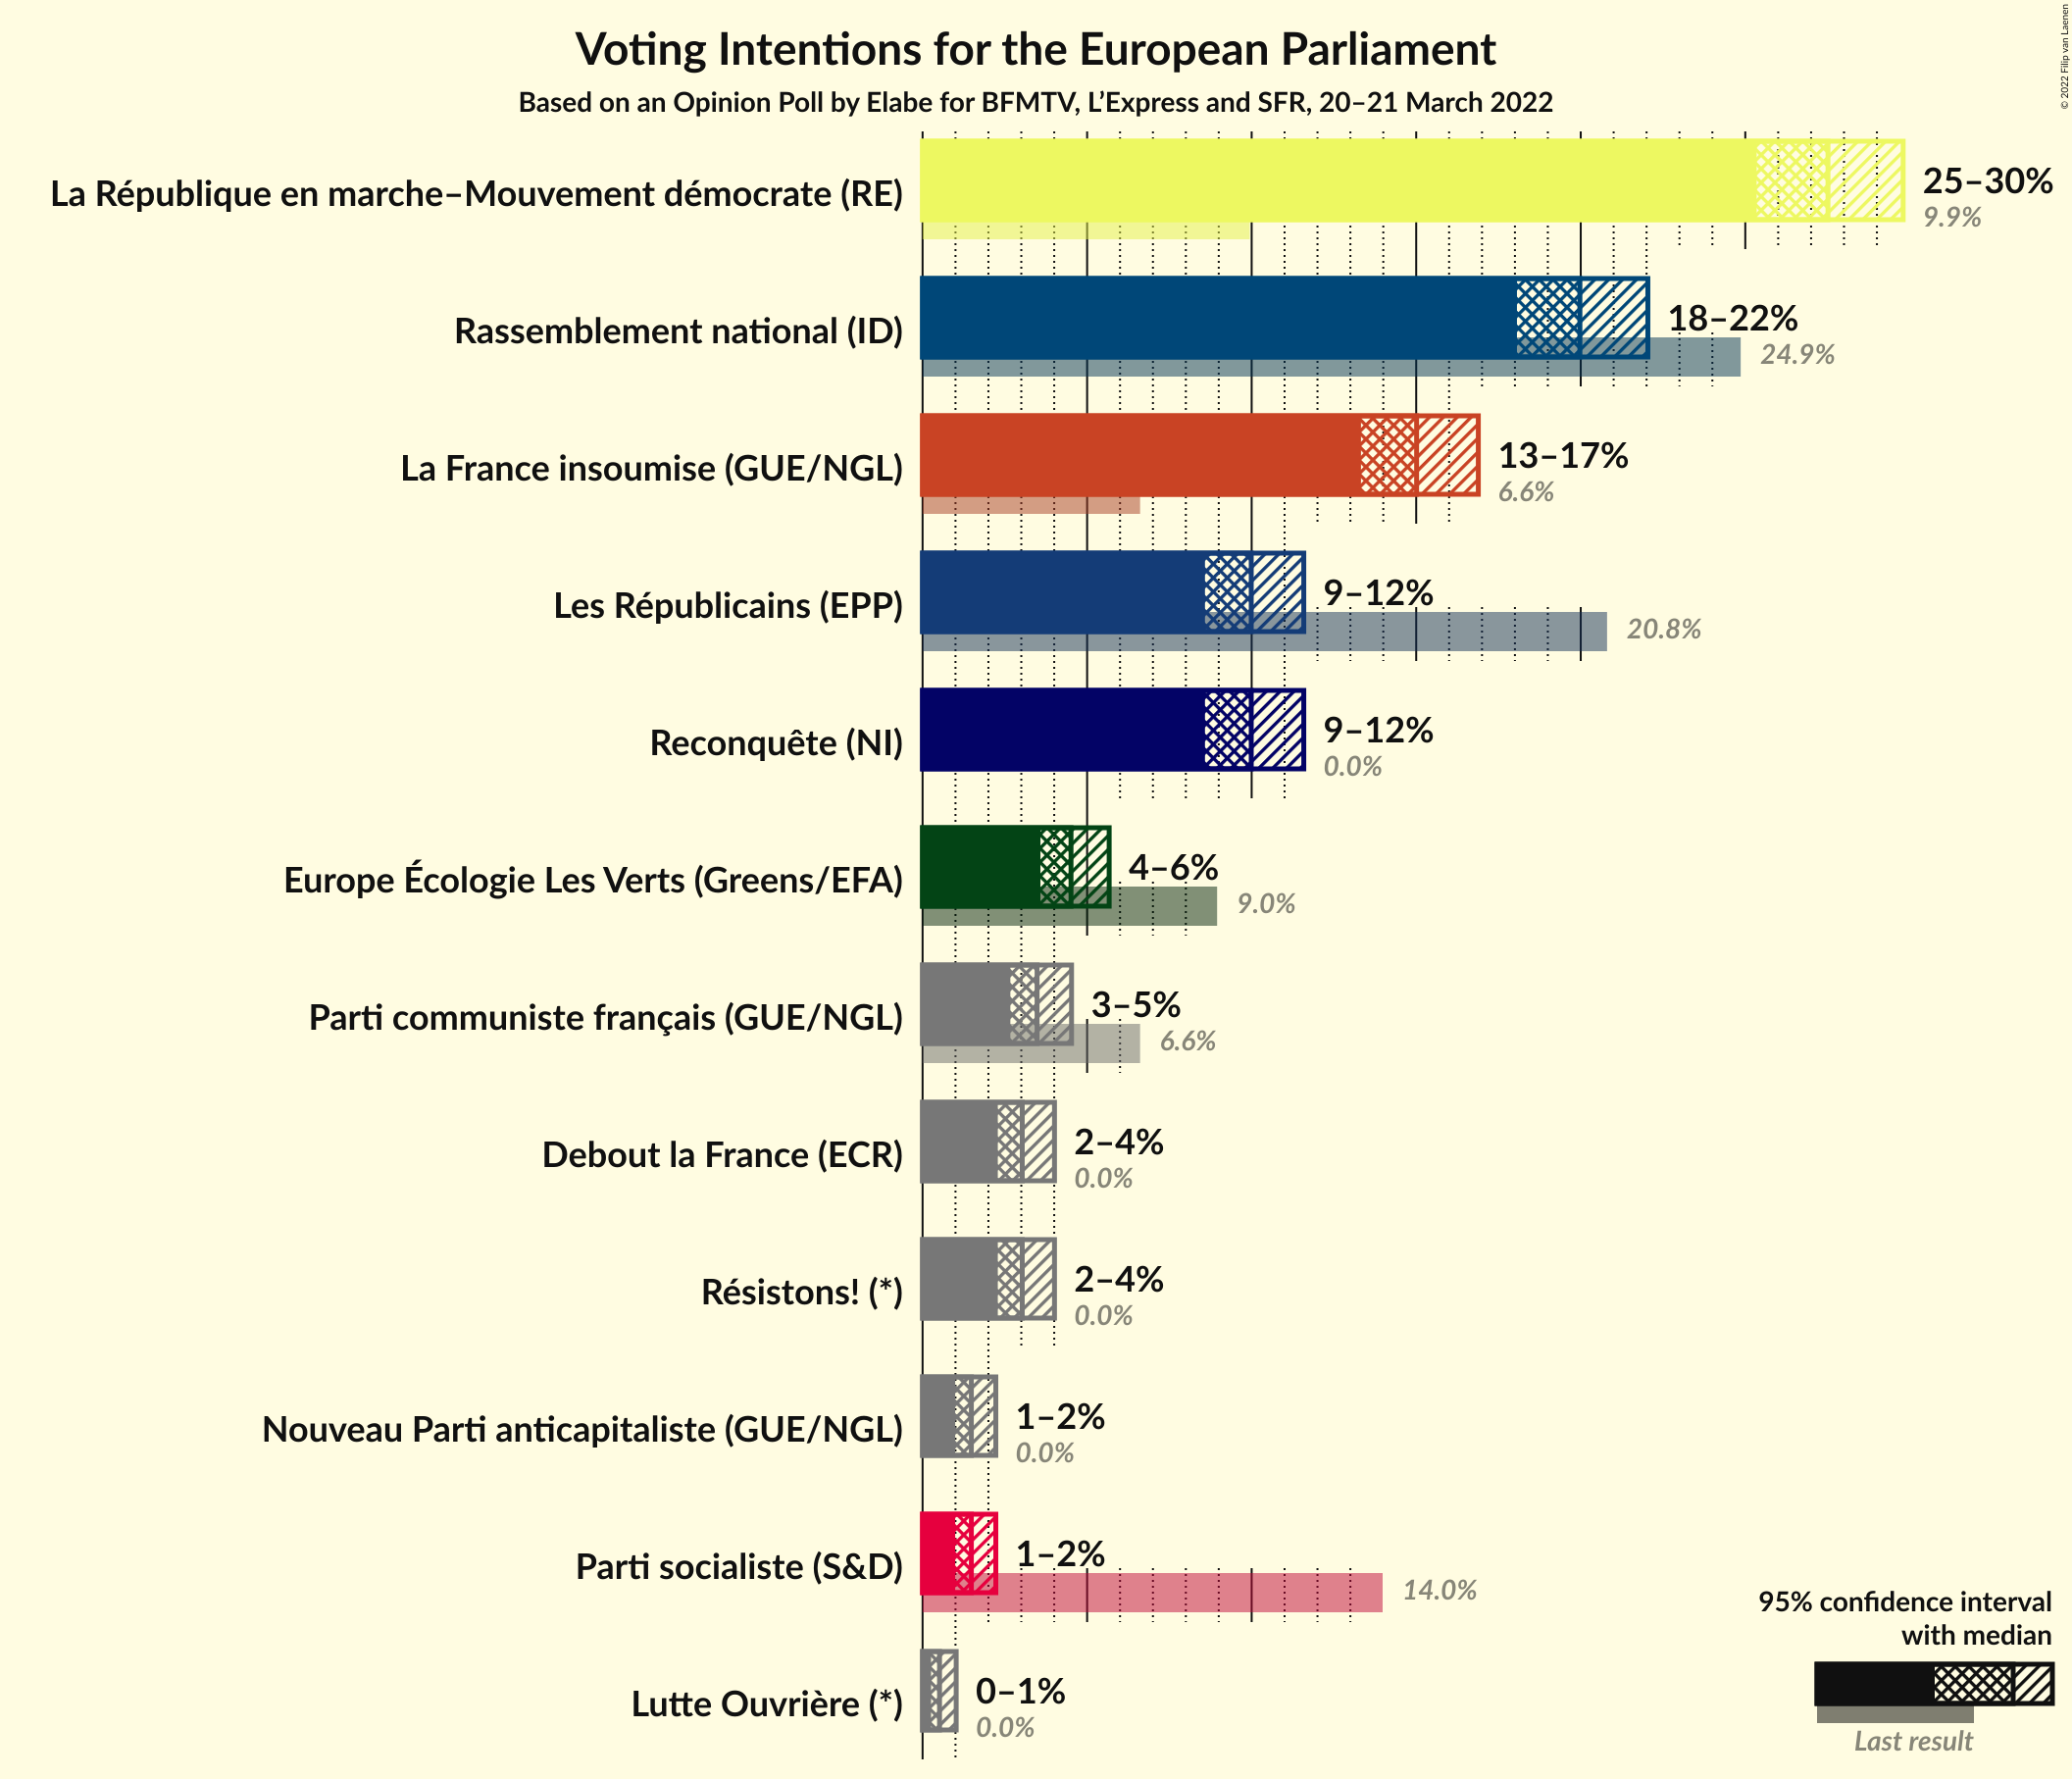 Voting Intentions for the European Parliament
Based on an Opinion Poll by Elabe for BFMTV, L’Express and SFR, 20–21 March 2022
© 2022 Filip van Laenen
La République en marche–Mouvement démocrate (RE)
25–30%
9.9%
Rassemblement national (ID)
18–22%
24.9%
La France insoumise (GUE/NGL)
13–17%
6.6%
Les Républicains (EPP)
9–12%
20.8%
Reconquête (NI)
9–12%
0.0%
Europe Écologie Les Verts (Greens/EFA)
4–6%
9.0%
Parti communiste français (GUE/NGL)
3–5%
6.6%
Debout la France (ECR)
2–4%
0.0%
Résistons! (*)
2–4%
0.0%
Nouveau Parti anticapitaliste (GUE/NGL)
1–2%
0.0%
Parti socialiste (S&D)
1–2%
14.0%
Lutte Ouvrière (*)
0–1%
0.0%
95% confidence interval
with median
Last result